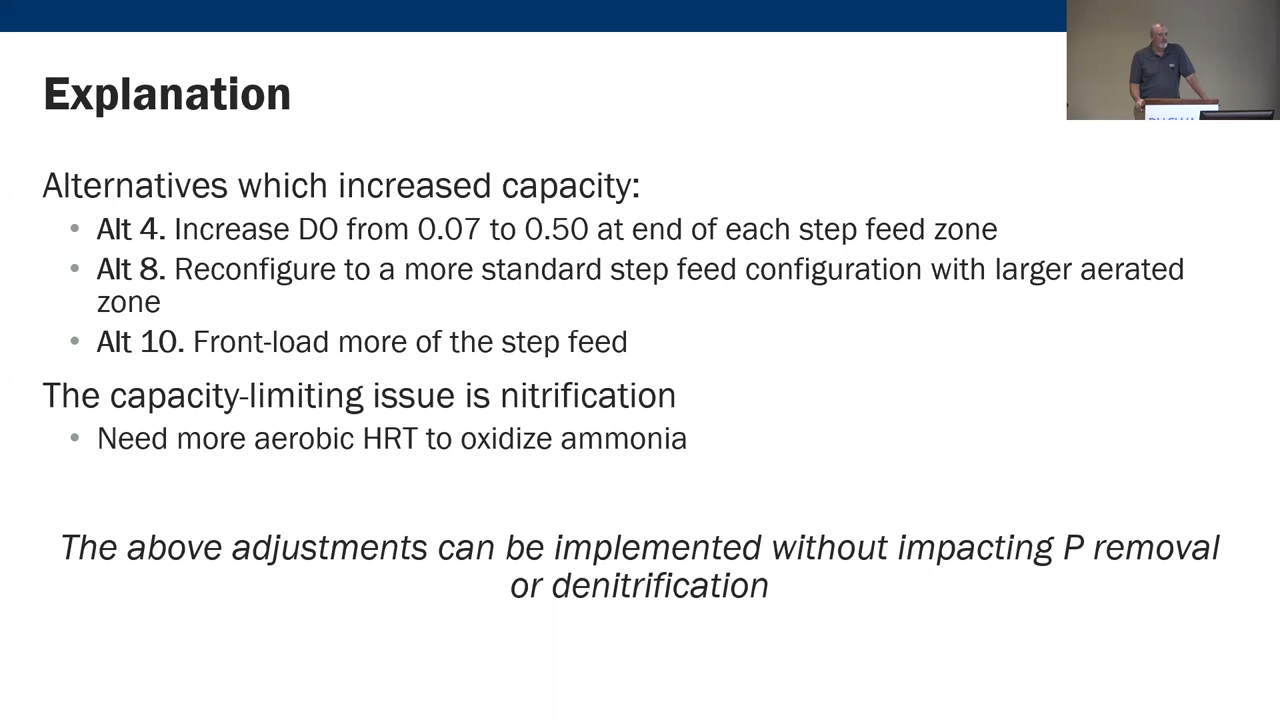 Explanation
Alternatives which increased capacity:
• Alt 4. Increase DO from 0.07 to 0.50 at end of each step feed zone
• Alt 8. Reconfigure to a more standard step feed configuration with larger aerated
zone
• Alt 10. Front-load more of the step feed
The capacity-limiting issue is nitrification
• Need more aerobic HRT to oxidize ammonia
The above adjustments can be implemented without impacting P removal
or denitrification